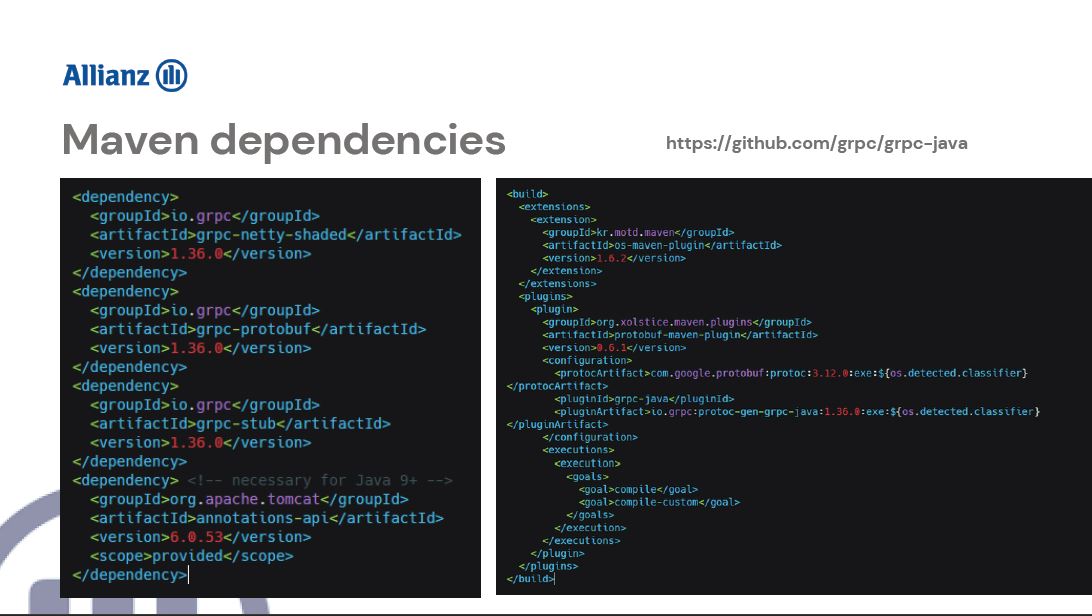 Allianz
Maven dependencies
https://github.com/grpc/grpc-java
<dependency>
<groupId>io.grpc</groupId>
<artifactId>grpc-netty-shaded</artifactId>
<version>1.36.0</version>
</dependency>
<dependency>
<groupId>io.grpc</groupId>
<artifactId>grpc-protobuf</artifactId>
<version>1.36.0</version>
</dependency>
<dependency>
<groupId>io.grpc</groupId>
<artifactId>grpc-stub</artifactId>
<version>1.36.0</version>
</dependency>
<dependency> <!-- necessary for Java 9+ -->
<groupId>org.apache.tomcat</groupId>
<artifactId>annotations-api</artifactId>
<version>6.0.53</version>
<scope>provided</scope>
</dependency>
<build>
<extensions>
<extension>
<groupId>kr.motd.maven</groupId>
<artifactId>os-maven-plugin</artifactId>
<version>1.6.2</version>
</extension>
</extensions>
<plugins>
<plugin>
<groupId>org.xolstice.maven.plugins</groupId>
<artifactId>protobuf-maven-plugin</artifactId>
<version>0.6.1</version>
<configuration>
<protocArtifact>com.google.protobuf:protoc:3.12.0:exe:${os.detected.classifier}
</protocArtifact>
<pluginId>grpc-java</pluginId>
<pluginArtifact>io.grpc:protoc-gen-grpc-java:1.36.0:exe:${os.detected.classifier}
</pluginArtifact>
</configuration>
<executions>
<execution>
<goals>
<goal>compile</goal>
<goal>compile-custom</goal>
</goals>
</execution>
</executions>
</plugin>
</plugins>
</build>